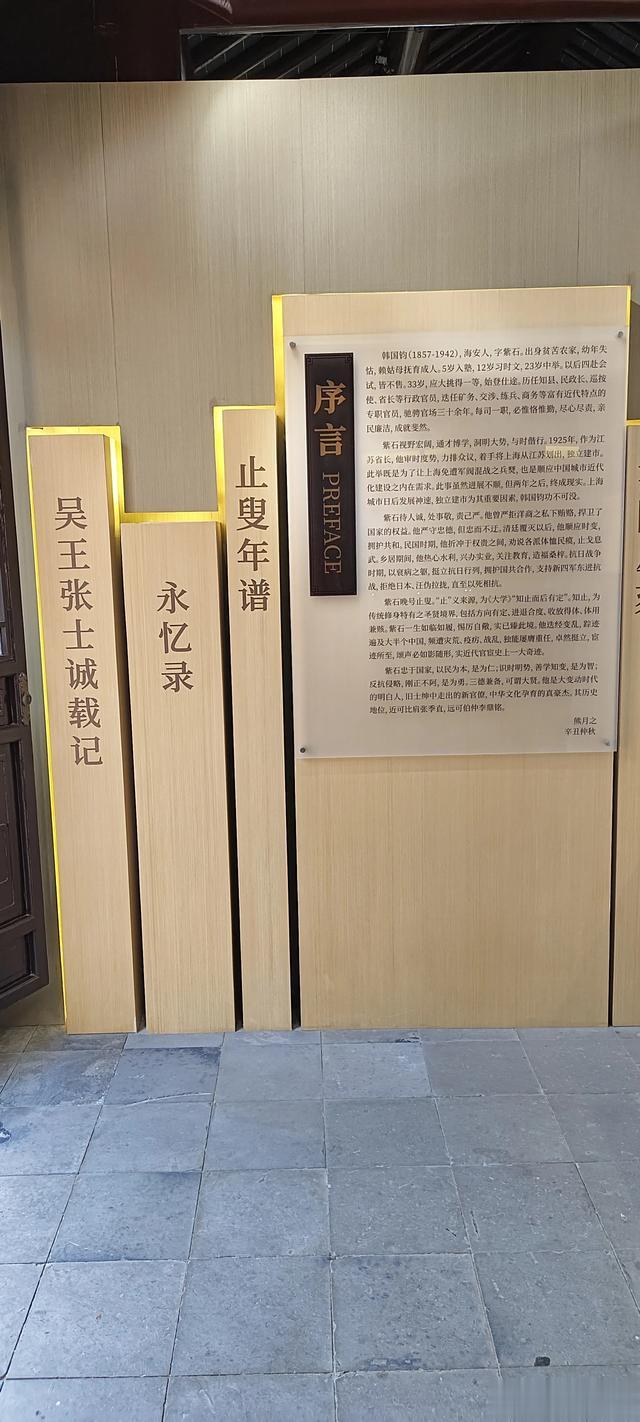 吴王张士诚载记
永忆录
止叟年谱
序言
PREFACE
韩国钧(1857-1942)，海安人，字紫石。出身贫苦农家，幼年失
怙，赖姑母抚育成人。5岁入塾，12岁习时文，23岁中举。以后四赴会
试，皆不售。33岁，应大挑得一等，始登仕途。历任知县、民政长、巡按
使、省长等行政官员，迭任矿务、交涉、练兵、商务等富有近代特点的
专职官员，驰骋官场三十余年。每司一职，必惟恪惟勤，尽心尽责，亲
民廉洁，成就斐然。
紫石视野宏阔，通才博学，洞明大势，与时偕行。1925年，作为江
苏省长，他审时度势，力排众议，着手将上海从江苏划出，独立建市。
此举既是为了让上海免遭军阀混战之兵燹，也是顺应中国城市近代
化建设之内在需求。此事虽然进展不顺，但两年之后，终成现实。上海
城市日后发展神速，独立建市为其重要因素，韩国钧功不可没。
紫石待人诚，处事敬，责己严。他曾严拒洋商之私下贿赂，捍卫了
国家的权益。他严守忠德，但忠而不迂。清廷覆灭以后，他顺应时变，
拥护共和。民国时期，他折冲于权贵之间，劝说各派体恤民瘼，止戈息
武。乡居期间，他热心水利，兴办实业，关注教育，造福桑梓。抗日战争
时期，以衰病之躯，挺立抗日行列，拥护国共合作，支持新四军东进抗
战，拒绝日本、汪伪拉拢，直至以死相抗。
紫石晚号止叟。“止”义来源，为《大学》“知止而后有定”。知止，为
传统修身特有之圣贤境界，包括方向有定、进退合度、收放得体、体用
兼赅。紫石一生如临如履，惕厉自儆，实已臻此境。他迭经变乱，踪迹
遍及大半个中国，频遭灾荒、疫疠、战乱，独能屡膺重任，卓然挺立，宦
迹所至，颂声必如影随形，实近代官宦史上一大奇迹。
紫石忠于国家，以民为本，是为仁；识时明势，善学知变，是为智；
反抗侵略，刚正不阿，是为勇。三德兼备，可谓大贤。他是大变动时代
的明白人，旧士绅中走出的新官僚，中华文化孕育的真豪杰。其历史
地位，近可比肩张季直，远可伯仲李鼎铭。
熊月之
辛丑仲秋